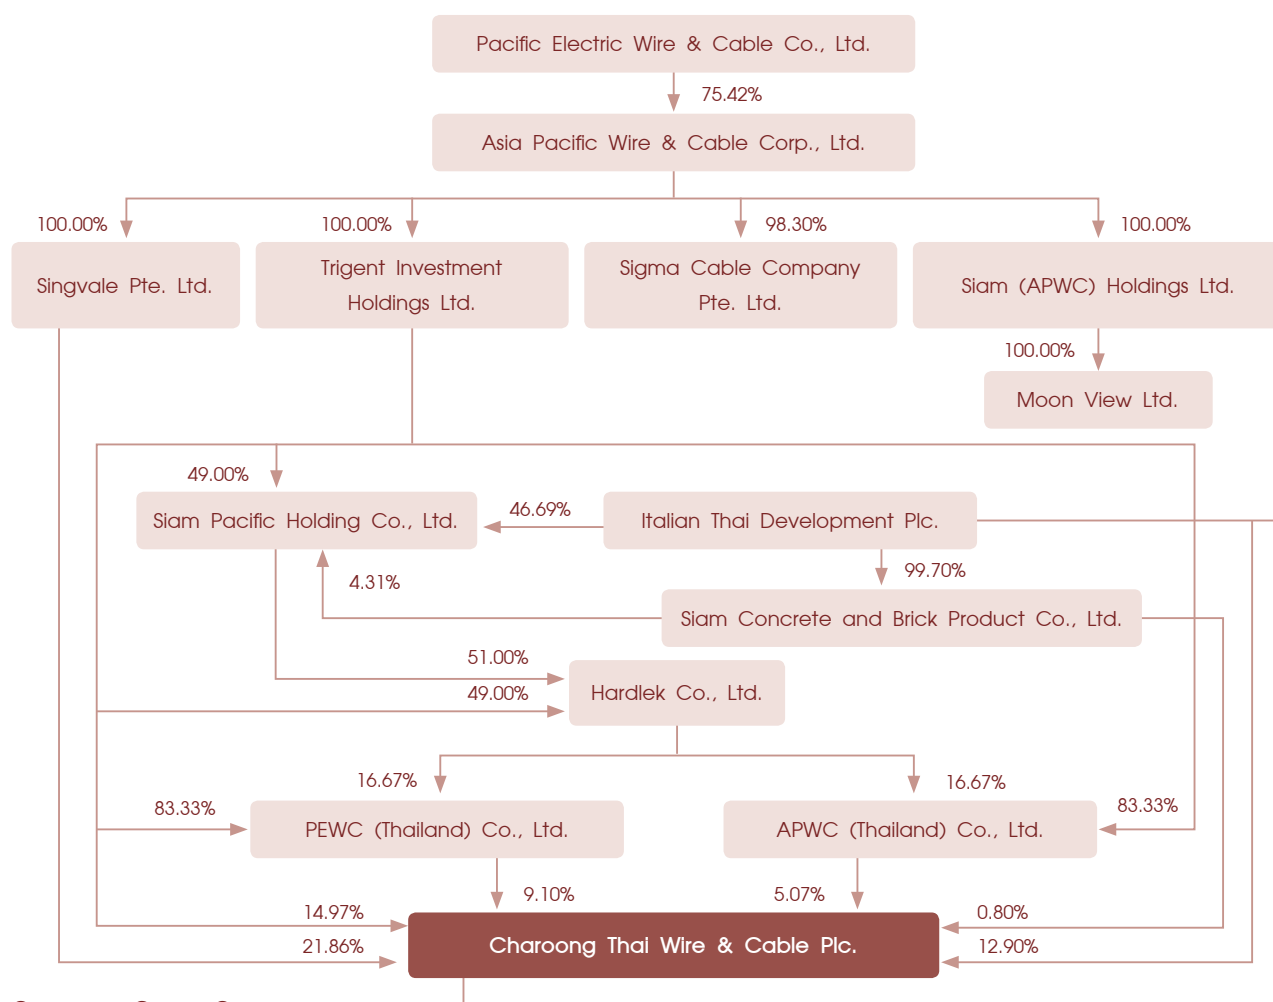 Pacific Electric Wire & Cable Co., Ltd.
75.42%
Asia Pacific Wire & Cable Corp., Ltd.
100.00%
100.00%
98.30%
100.00%
Singvale Pte. Ltd.
Trigent Investment
Holdings Ltd.
Sigma Cable Company
Pte. Ltd.
Siam (APWC) Holdings Ltd.
100.00%
Moon View Ltd.
49.00%
Siam Pacific Holding Co., Ltd.
46.69%
Italian Thai Development Plc.
4.31%
99.70%
Siam Concrete and Brick Product Co., Ltd.
51.00%
49.00%
Hardlek Co., Ltd.
16.67%
16.67%
83.33%
83.33%
PEWC (Thailand) Co., Ltd.
APWC (Thailand) Co., Ltd.
9.10%
5.07%
14.97%
0.80%
21.86%
12.90%
Charoong Thai Wire & Cable Plc.